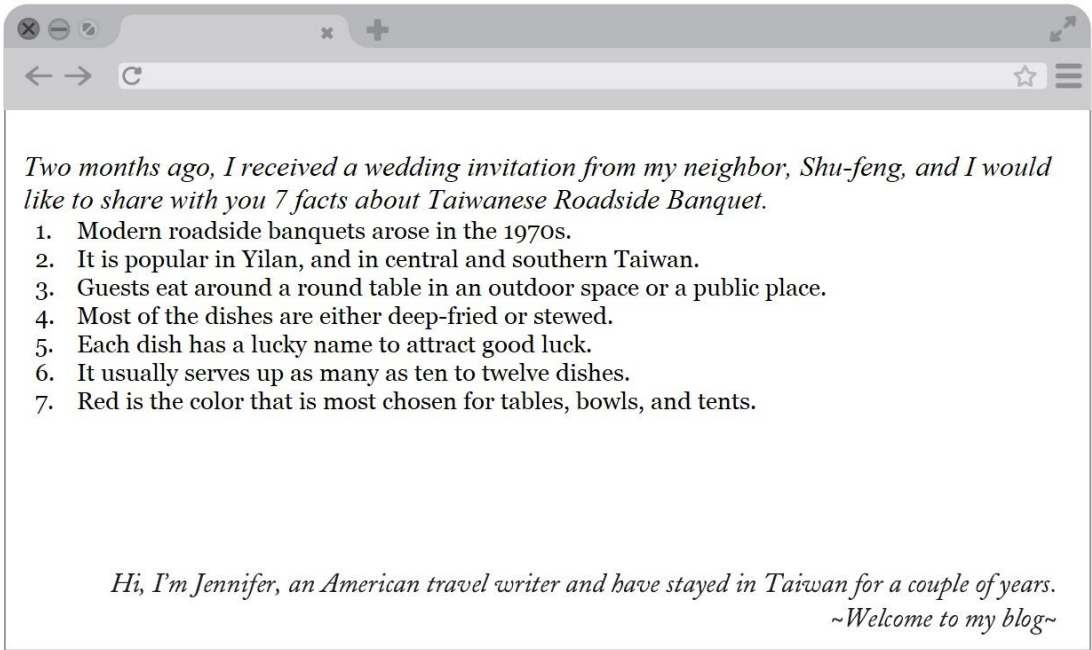 Two months ago, I received a wedding invitation from my neighbor, Shu-feng, and I would
like to share with you 7 facts about Taiwanese Roadside Banquet.
1. Modern roadside banquets arose in the 1970s.
2. It is popular in Yilan, and in central and southern Taiwan.
3. Guests eat around a round table in an outdoor space or a public place.
4. Most of the dishes are either deep-fried or stewed.
5. Each dish has a lucky name to attract good luck.
6. It usually serves up as many as ten to twelve dishes.
7. Red is the color that is most chosen for tables, bowls, and tents.
Hi, I'm Jennifer, an American travel writer and have stayed in Taiwan for a couple of years.
~Welcome to my blog~